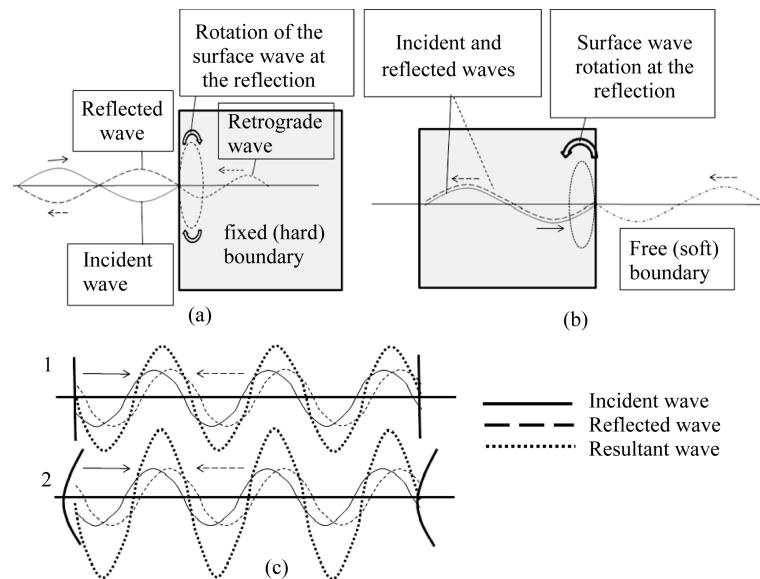 Rotation of the
surface wave at
the reflection
Reflected
wave
Retrograde
wave
fixed (hard)
boundary
Incident
wave
(a)
Incident and
reflected waves
Surface wave
rotation at the
reflection
Free (soft)
boundary
(b)
1
2
(c)
Incident wave
Reflected wave
Resultant wave